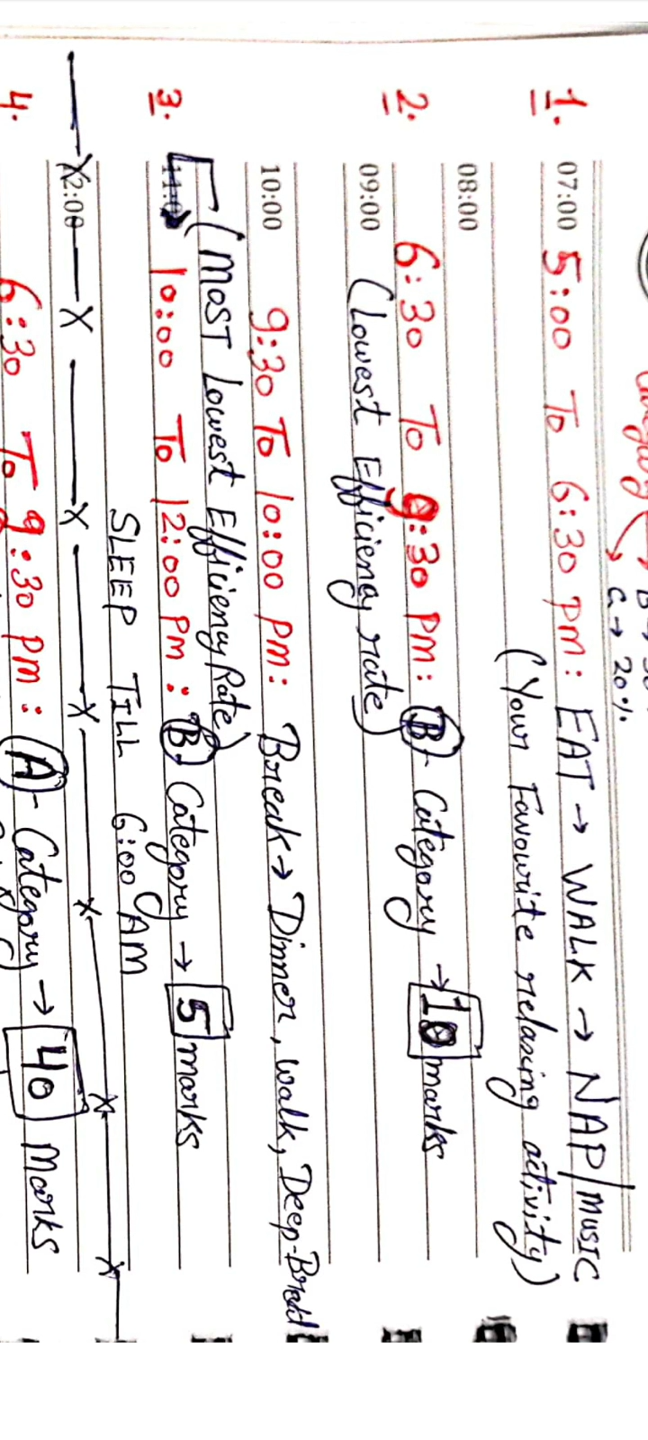 C → 20%
1. 07:00 5:00 To 6:30 pm: EAT → WALK → NAP/MUSIC
(Your Favourite relaxing activity)
08:00
2. 6:30 To 9:30 pm: (B)- Category → 10 marks
09:00 (Lowest Efficiency rate)
10:00 9:30 To 10:00 pm: Break → Dinner, walk, Deep-Breat
(MOST Lowest Efficiency Rate)
3. 10:00 To 12:00 pm: (B)- Category → 5 marks
SLEEP TILL 6:00 AM
12:00
4. 6:30 To 9:30 pm: (A)- Category → 40 Marks